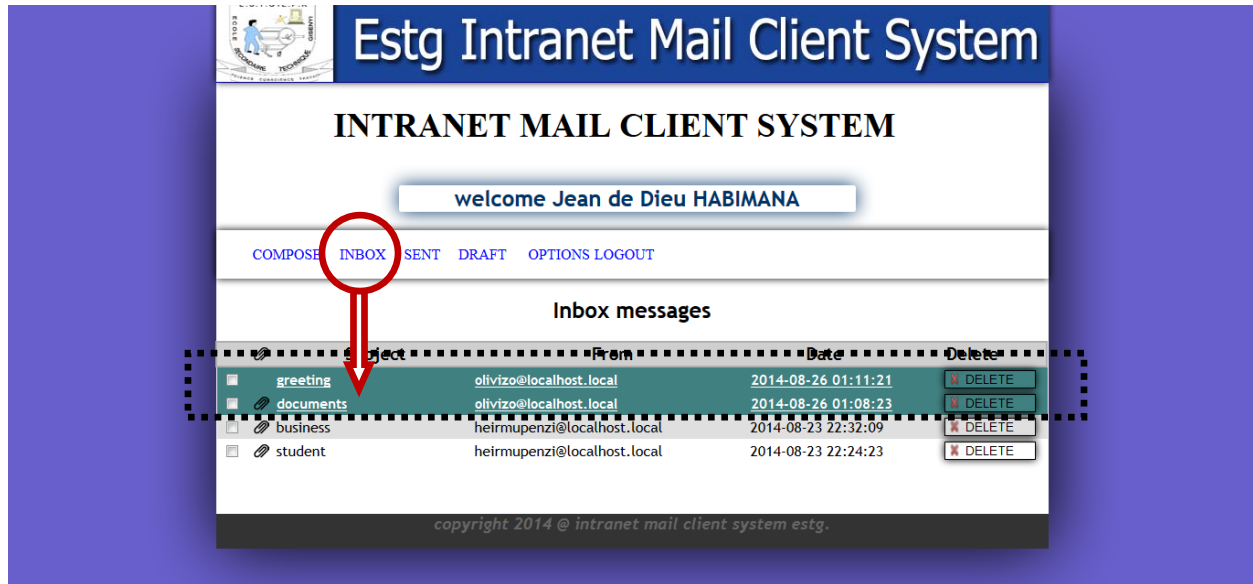 Estg Intranet Mail Client System
INTRANET MAIL CLIENT SYSTEM
welcome Jean de Dieu HABIMANA
COMPOSE INBOX SENT DRAFT OPTIONS LOGOUT
Inbox messages
Subject From Date Delete
greeting olivizo@localhost.local 2014-08-26 01:11:21 DELETE
documents olivizo@localhost.local 2014-08-26 01:08:23 DELETE
business heirmupenzi@localhost.local 2014-08-23 22:32:09 DELETE
student heirmupenzi@localhost.local 2014-08-23 22:24:23 DELETE
copyright 2014 @ intranet mail client system estg.